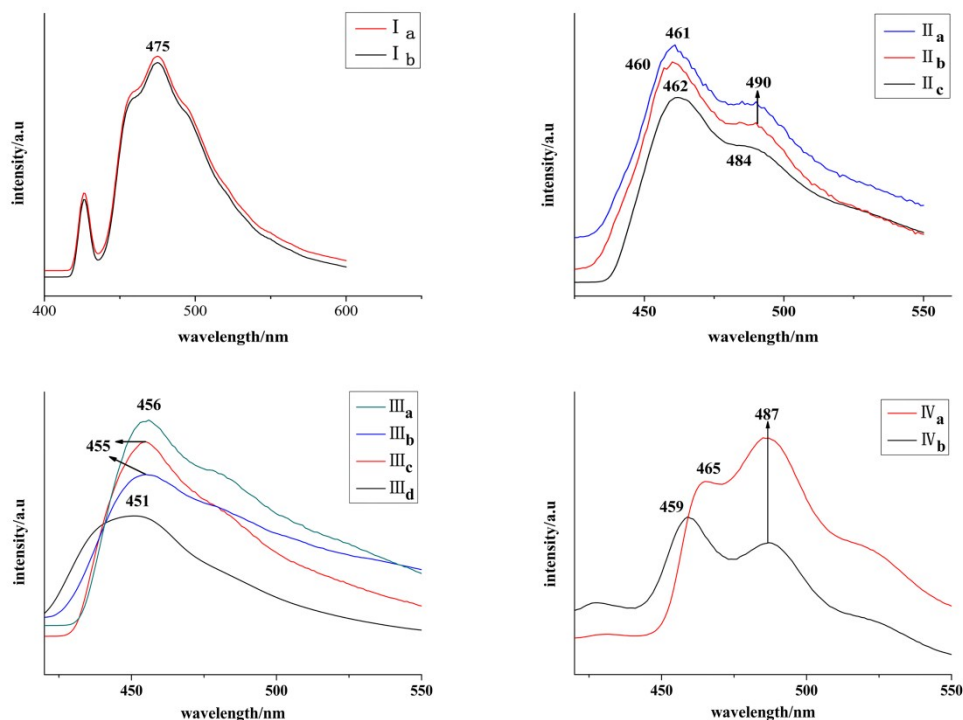 475
Ⅰ a
Ⅰ b
intensity/a.u
400
500
600
wavelength/nm
461
460
462
490
484
Ⅱa
Ⅱb
Ⅱc
intensity/a.u
450
500
550
wavelength/nm
456
455
451
Ⅲa
Ⅲb
Ⅲc
Ⅲd
intensity/a.u
450
500
550
wavelength/nm
487
465
459
Ⅳa
Ⅳb
intensity/a.u
450
500
550
wavelength/nm